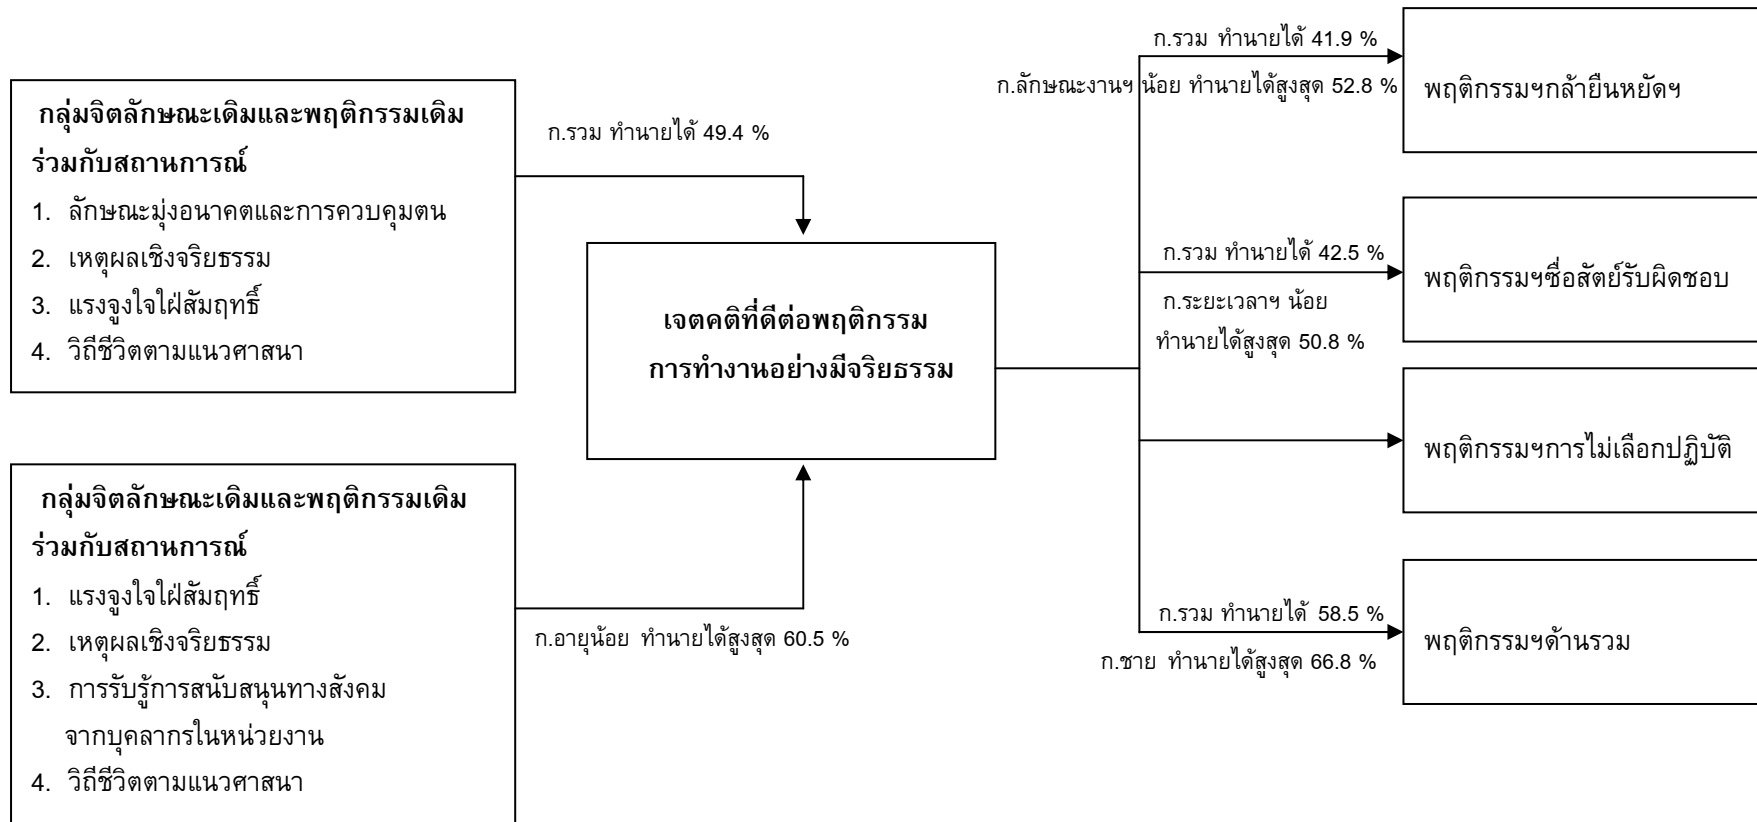 กลุ่มจิตลักษณะเดิมและพฤติกรรมเดิม
ร่วมกับสถานการณ์
1. ลักษณะมุ่งอนาคตและการควบคุมตน
2. เหตุผลเชิงจริยธรรม
3. แรงจูงใจใฝ่สัมฤทธิ์
4. วิถีชีวิตตามแนวศาสนา
ก.รวม ทำนายได้ 49.4 %
กลุ่มจิตลักษณะเดิมและพฤติกรรมเดิม
ร่วมกับสถานการณ์
1. แรงจูงใจใฝ่สัมฤทธิ์
2. เหตุผลเชิงจริยธรรม
3. การรับรู้การสนับสนุนทางสังคม
จากบุคลากรในหน่วยงาน
4. วิถีชีวิตตามแนวศาสนา
ก.อายุน้อย ทำนายได้สูงสุด 60.5 %
เจตคติที่ดีต่อพฤติกรรม
การทำงานอย่างมีจริยธรรม
ก.รวม ทำนายได้ 41.9 %
ก.ลักษณะงานฯ น้อย ทำนายได้สูงสุด 52.8 %
พฤติกรรมฯกล้ายืนหยัดฯ
ก.รวม ทำนายได้ 42.5 %
ก.ระยะเวลาฯ น้อย
ทำนายได้สูงสุด 50.8 %
พฤติกรรมฯซื่อสัตย์รับผิดชอบ
พฤติกรรมฯการไม่เลือกปฏิบัติ
ก.รวม ทำนายได้ 58.5 %
ก.ชาย ทำนายได้สูงสุด 66.8 %
พฤติกรรมฯด้านรวม